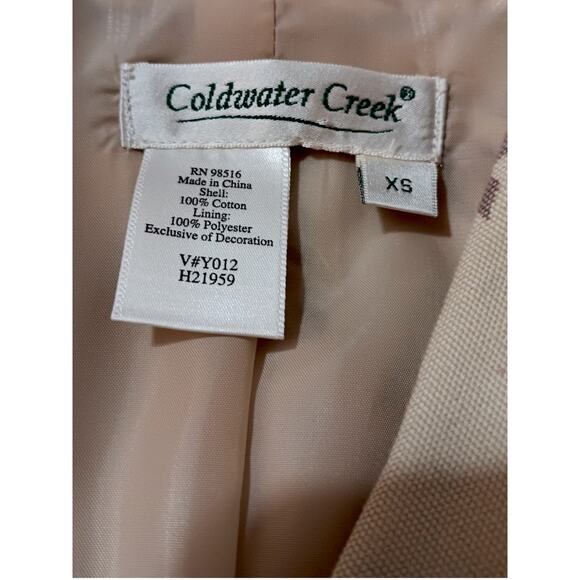 Coldwater Creek®
XS
RN 98516
Made in China
Shell:
100% Cotton
Lining:
100% Polyester
Exclusive of Decoration
V#Y012
H21959